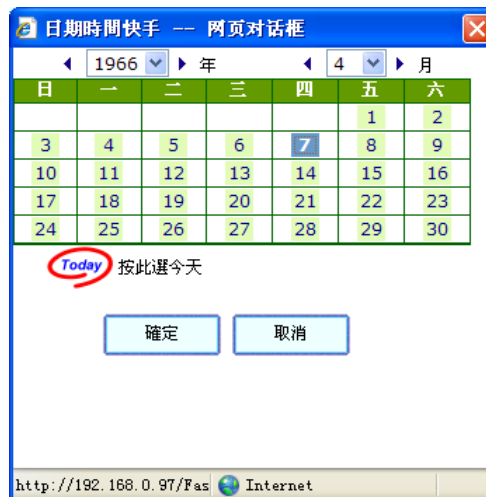 日期時間快手 -- 网页对话框
1966 年 4 月
日 一 二 三 四 五 六
1 2
3 4 5 6 7 8 9
10 11 12 13 14 15 16
17 18 19 20 21 22 23
24 25 26 27 28 29 30
Today 按此選今天
確定 取消
http://192.168.0.97/Fas Internet